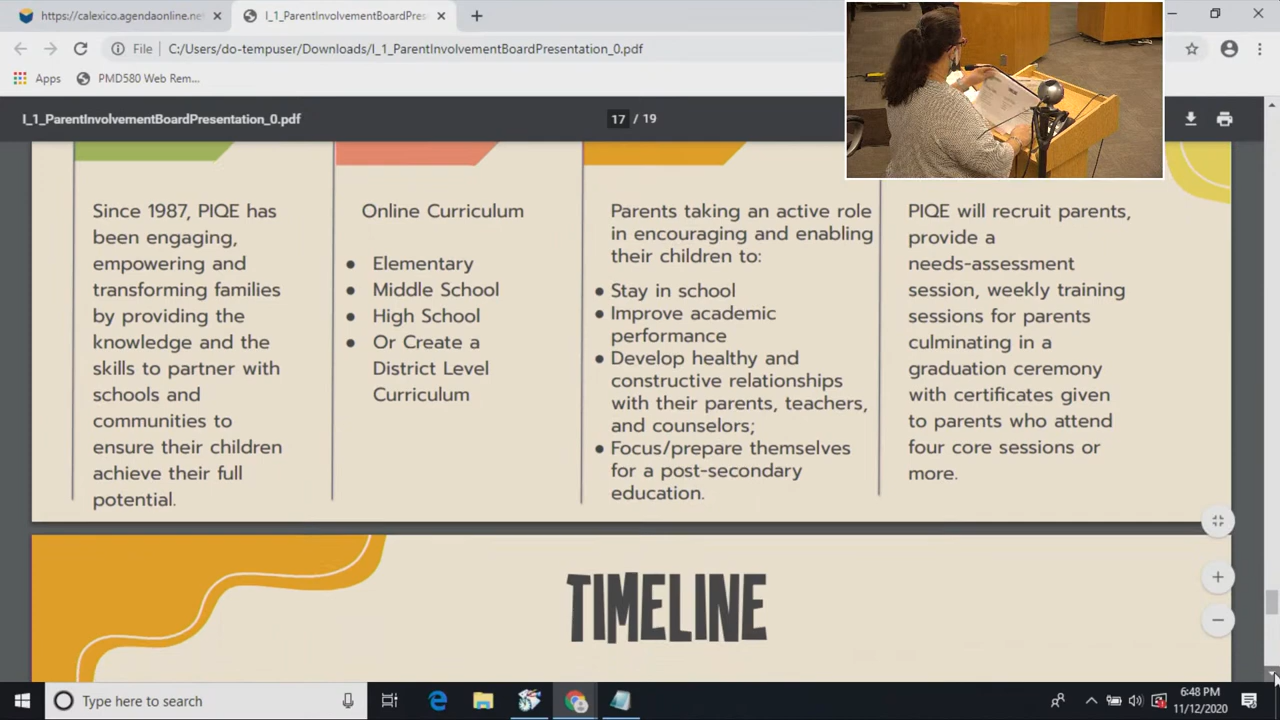 https://calexico.agendaonline.ne
I_1_ParentInvolvementBoardPres
File
C:/Users/do-tempuser/Downloads/I_1_ParentInvolvementBoardPresentation_0.pdf
Apps
PMD580 Web Rem...
I_1_ParentInvolvementBoardPresentation_0.pdf
17 / 19
Since 1987, PIQE has
been engaging,
empowering and
transforming families
by providing the
knowledge and the
skills to partner with
schools and
communities to
ensure their children
achieve their full
potential.
Online Curriculum
● Elementary
● Middle School
● High School
● Or Create a
District Level
Curriculum
Parents taking an active role
in encouraging and enabling
their children to:
● Stay in school
● Improve academic
performance
● Develop healthy and
constructive relationships
with their parents, teachers,
and counselors;
● Focus/prepare themselves
for a post-secondary
education.
PIQE will recruit parents,
provide a
needs-assessment
session, weekly training
sessions for parents
culminating in a
graduation ceremony
with certificates given
to parents who attend
four core sessions or
more.
TIMELINE
Type here to search
6:48 PM
11/12/2020